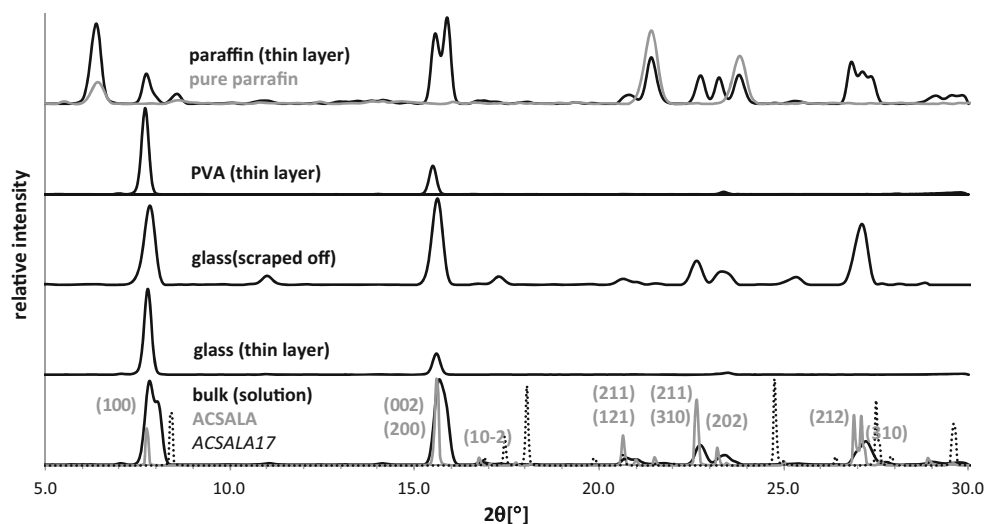 paraffin (thin layer)
pure parrafin
PVA (thin layer)
glass(scraped off)
glass (thin layer)
bulk (solution)
ACSALA
ACSALA17
(100)
(002)
(200)
(10-2)
(211)
(121)
(211)
(310)
(202)
(212)
(310)
relative intensity
5.0 10.0 15.0 20.0 25.0 30.0
2θ[°]